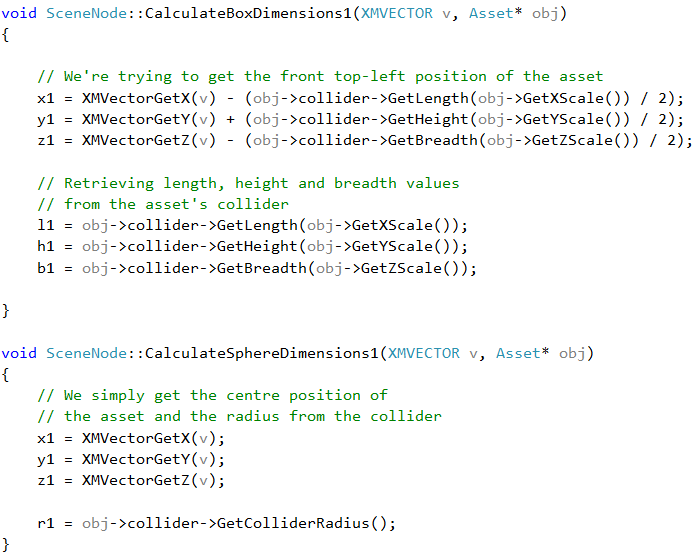 void SceneNode::CalculateBoxDimensions1(XMVECTOR v, Asset* obj)
{
// We're trying to get the front top-left position of the asset
x1 = XMVectorGetX(v) - (obj->collider->GetLength(obj->GetXScale()) / 2);
y1 = XMVectorGetY(v) + (obj->collider->GetHeight(obj->GetYScale()) / 2);
z1 = XMVectorGetZ(v) - (obj->collider->GetBreadth(obj->GetZScale()) / 2);
// Retrieving length, height and breadth values
// from the asset's collider
l1 = obj->collider->GetLength(obj->GetXScale());
h1 = obj->collider->GetHeight(obj->GetYScale());
b1 = obj->collider->GetBreadth(obj->GetZScale());
}
void SceneNode::CalculateSphereDimensions1(XMVECTOR v, Asset* obj)
{
// We simply get the centre position of
// the asset and the radius from the collider
x1 = XMVectorGetX(v);
y1 = XMVectorGetY(v);
z1 = XMVectorGetZ(v);
r1 = obj->collider->GetColliderRadius();
}